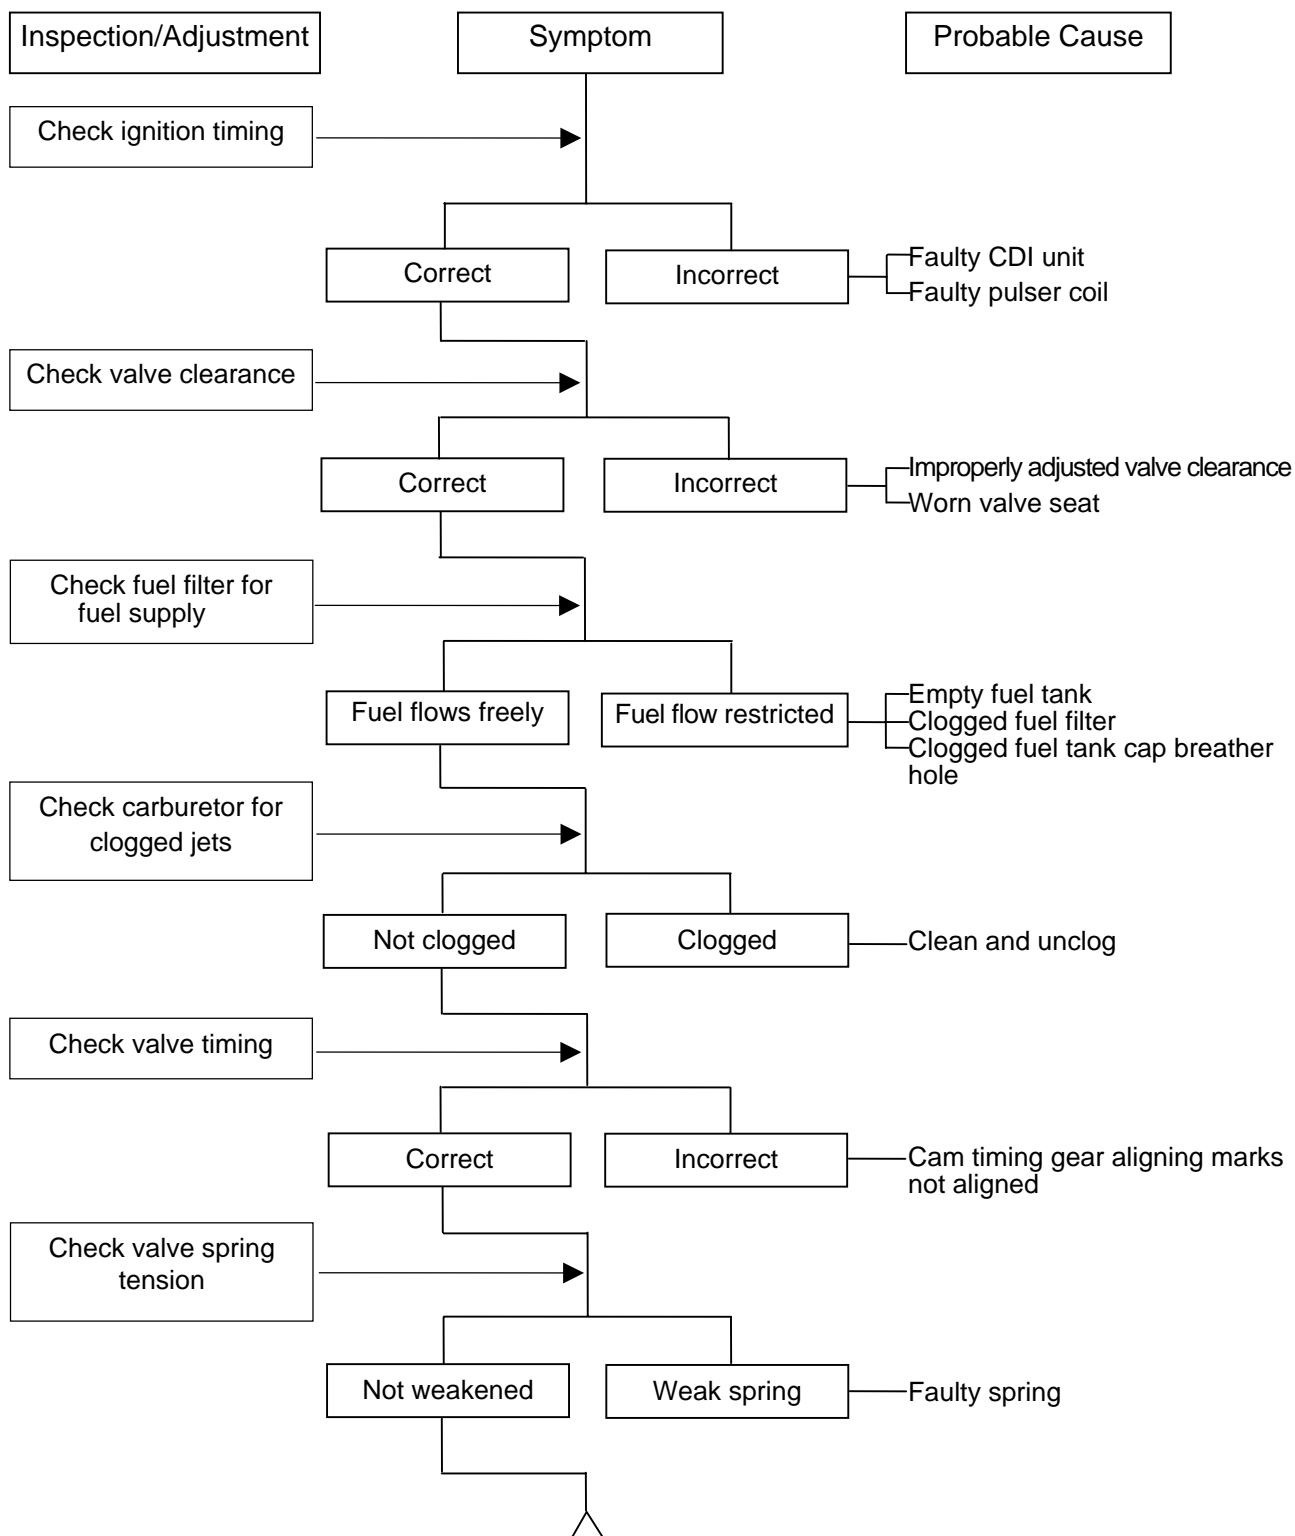 Inspection/Adjustment
Symptom
Probable Cause
Check ignition timing
Correct
Incorrect
Faulty CDI unit
Faulty pulser coil
Check valve clearance
Correct
Incorrect
Improperly adjusted valve clearance
Worn valve seat
Check fuel filter for
fuel supply
Fuel flows freely
Fuel flow restricted
Empty fuel tank
Clogged fuel filter
Clogged fuel tank cap breather
hole
Check carburetor for
clogged jets
Not clogged
Clogged
Clean and unclog
Check valve timing
Correct
Incorrect
Cam timing gear aligning marks
not aligned
Check valve spring
tension
Not weakened
Weak spring
Faulty spring